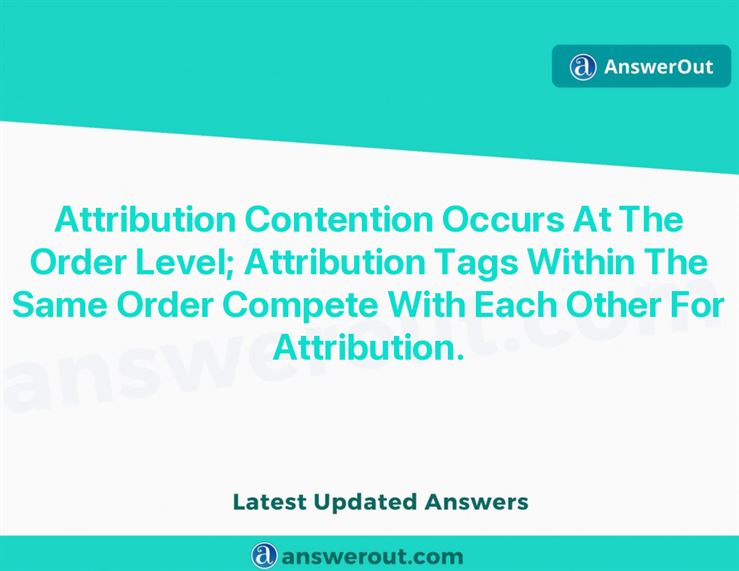 AnswerOut
Attribution Contention Occurs At The
Order Level; Attribution Tags Within The
Same Order Compete With Each Other For
Attribution.
answerout.com
Latest Updated Answers
answerout.com